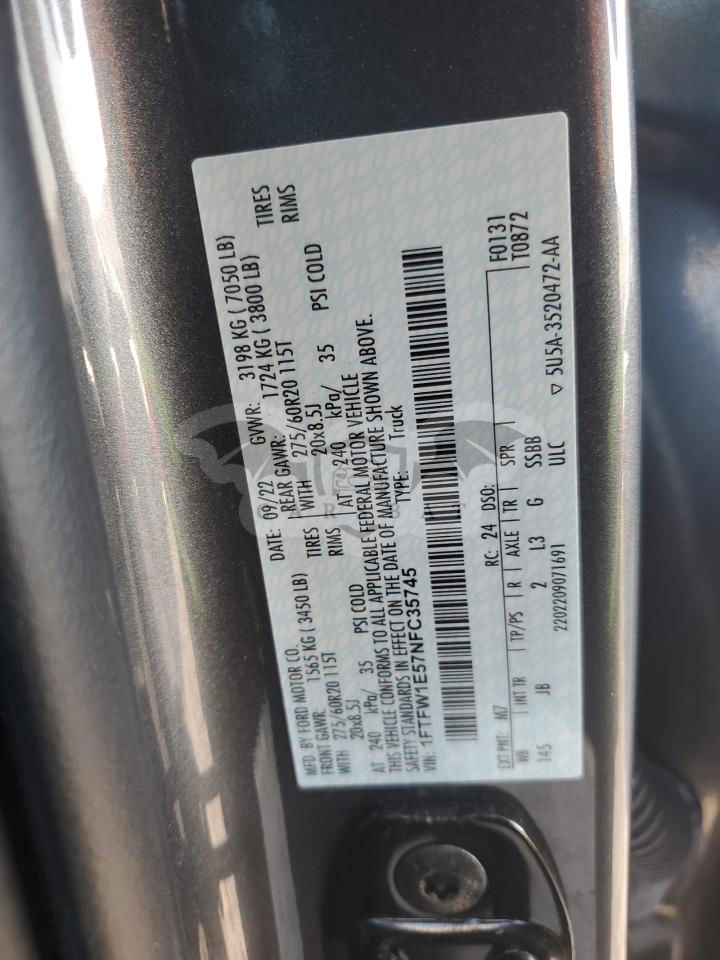 MFD. BY FORD MOTOR CO. DATE: 09/22 GVWR: 3198 KG (7050 LB)
FRONT GAWR: 1565 KG (3450 LB) REAR GAWR: 1724 KG (3800 LB)
WITH 275/60R20 115T TIRES WITH 275/60R20 115T TIRES
20x8.5J RIMS 20x8.5J RIMS
AT 240 kPa/ 35 PSI COLD AT 240 kPa/ 35 PSI COLD
THIS VEHICLE CONFORMS TO ALL APPLICABLE FEDERAL MOTOR VEHICLE
SAFETY STANDARDS IN EFFECT ON THE DATE OF MANUFACTURE SHOWN ABOVE.
VIN: 1FTFW1E57NFC35745 TYPE: Truck
EXT PNT: M7 RC: 24 DSO: F0131
WB INT TR TP/PS R AXLE TR SPR T0872
145 JB 2 L3 G SSBB
2202209071691 ULC ▽ 5U5A-3520472-AA